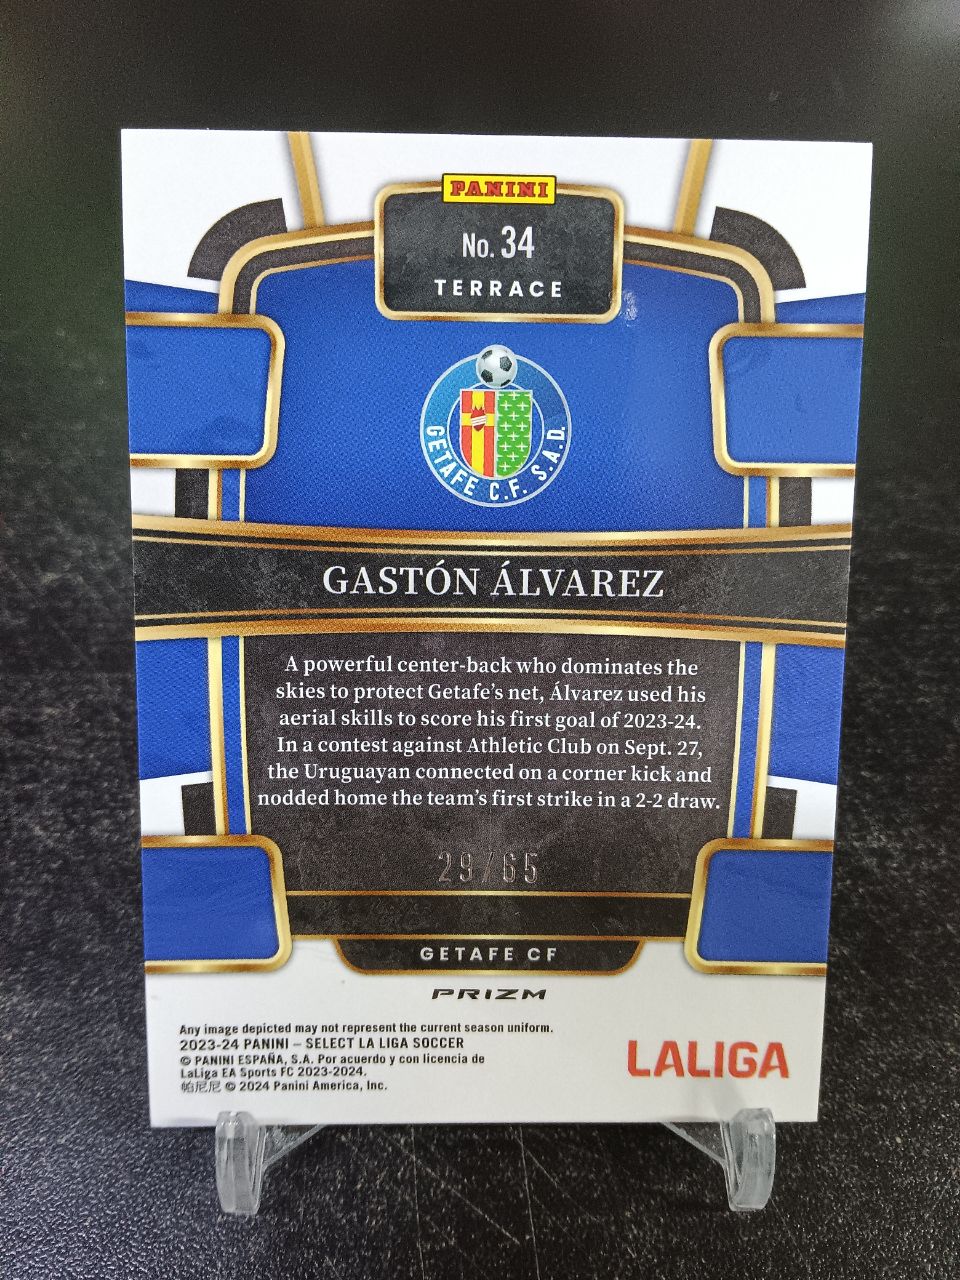 PANINI
No. 34
TERRACE
GETAFE C.F. S.A.D.
GASTÓN ÁLVAREZ
A powerful center-back who dominates the
skies to protect Getafe's net, Álvarez used his
aerial skills to score his first goal of 2023-24.
In a contest against Athletic Club on Sept. 27,
the Uruguayan connected on a corner kick and
nodded home the team's first strike in a 2-2 draw.
29/65
GETAFE CF
PRIZM
Any image depicted may not represent the current season uniform.
2023-24 PANINI – SELECT LA LIGA SOCCER
© PANINI ESPAÑA, S.A. Por acuerdo y con licencia de
LaLiga EA Sports FC 2023-2024.
帕尼尼 © 2024 Panini America, Inc.
LALIGA